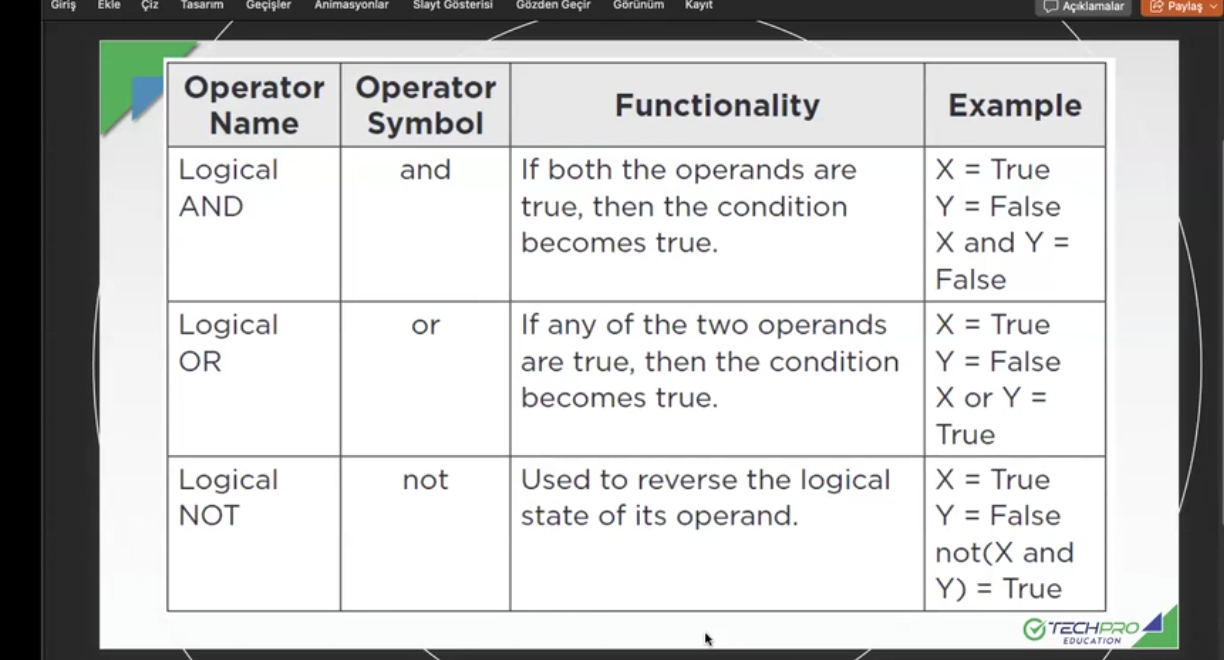 Giriş Ekle Çiz Tasarım Geçişler Animasyonlar Slayt Gösterisi Gözden Geçir Görünüm Kayıt Açıklamalar Paylaş
Operator Name
Operator Symbol
Functionality
Example
Logical
AND
and
If both the operands are
true, then the condition
becomes true.
X = True
Y = False
X and Y =
False
Logical
OR
or
If any of the two operands
are true, then the condition
becomes true.
X = True
Y = False
X or Y =
True
Logical
NOT
not
Used to reverse the logical
state of its operand.
X = True
Y = False
not(X and
Y) = True
TECHPRO
EDUCATION